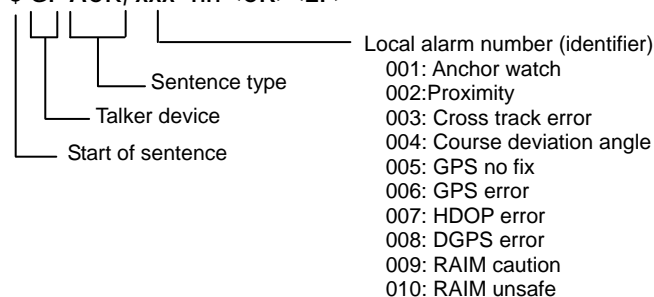 Local alarm number (identifier)
001: Anchor watch
Sentence type
002:Proximity
003: Cross track error
Talker device
004: Course deviation angle
Start of sentence
005: GPS no fix
006: GPS error
007: HDOP error
008: DGPS error
009: RAIM caution
010: RAIM unsafe